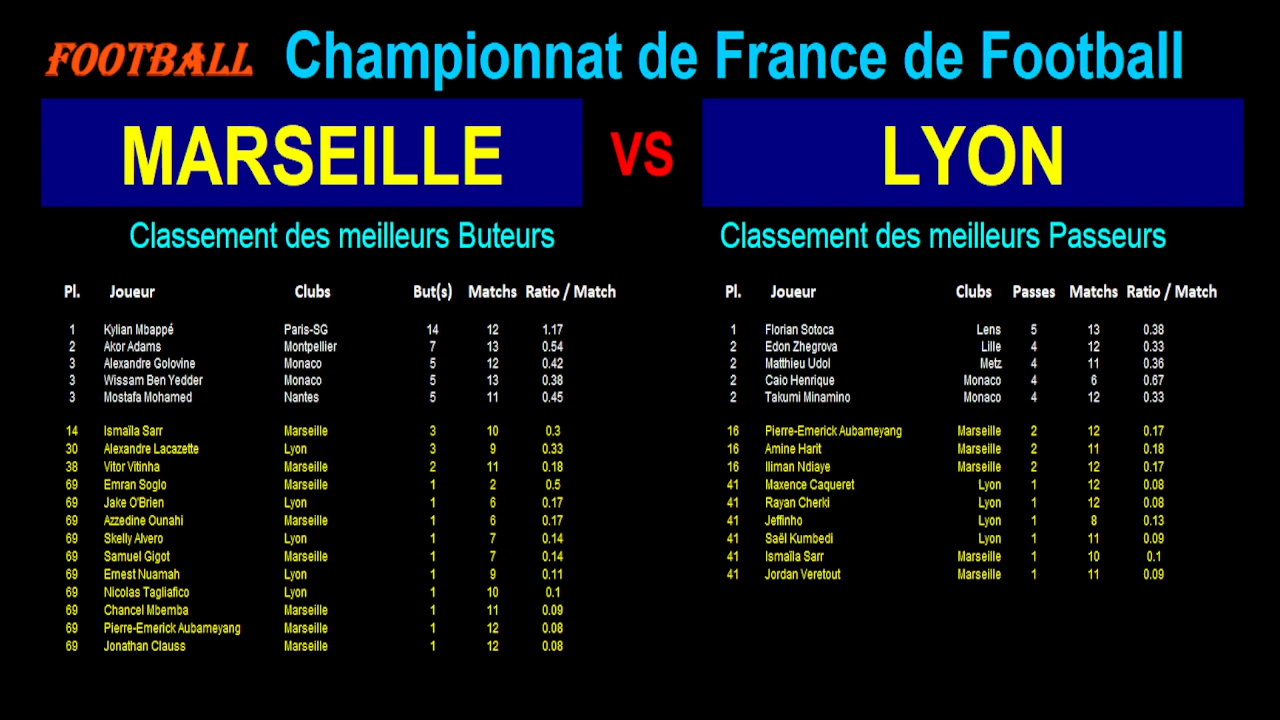 FOOTBALL Championnat de France de Football
MARSEILLE VS LYON
Classement des meilleurs Buteurs
Pl. Joueur Clubs But(s) Matchs Ratio / Match
1 Kylian Mbappé Paris-SG 14 12 1.17
2 Akor Adams Montpellier 7 13 0.54
3 Alexandre Golovine Monaco 5 12 0.42
3 Wissam Ben Yedder Monaco 5 13 0.38
3 Mostafa Mohamed Nantes 5 11 0.45
14 Ismaïla Sarr Marseille 3 10 0.3
30 Alexandre Lacazette Lyon 3 9 0.33
38 Vitor Vitinha Marseille 2 11 0.18
69 Emran Soglo Marseille 1 2 0.5
69 Jake O'Brien Lyon 1 6 0.17
69 Azzedine Ounahi Marseille 1 6 0.17
69 Skelly Alvero Lyon 1 7 0.14
69 Samuel Gigot Marseille 1 7 0.14
69 Ernest Nuamah Lyon 1 9 0.11
69 Nicolas Tagliafico Lyon 1 10 0.1
69 Chancel Mbemba Marseille 1 11 0.09
69 Pierre-Emerick Aubameyang Marseille 1 12 0.08
69 Jonathan Clauss Marseille 1 12 0.08
Classement des meilleurs Passeurs
Pl. Joueur Clubs Passes Matchs Ratio / Match
1 Florian Sotoca Lens 5 13 0.38
2 Edon Zhegrova Lille 4 12 0.33
2 Matthieu Udol Metz 4 11 0.36
2 Caio Henrique Monaco 4 6 0.67
2 Takumi Minamino Monaco 4 12 0.33
16 Pierre-Emerick Aubameyang Marseille 2 12 0.17
16 Amine Harit Marseille 2 11 0.18
16 Iliman Ndiaye Marseille 2 12 0.17
41 Maxence Caqueret Lyon 1 12 0.08
41 Rayan Cherki Lyon 1 12 0.08
41 Jeffinho Lyon 1 8 0.13
41 Saël Kumbedi Lyon 1 11 0.09
41 Ismaïla Sarr Marseille 1 10 0.1
41 Jordan Veretout Marseille 1 11 0.09